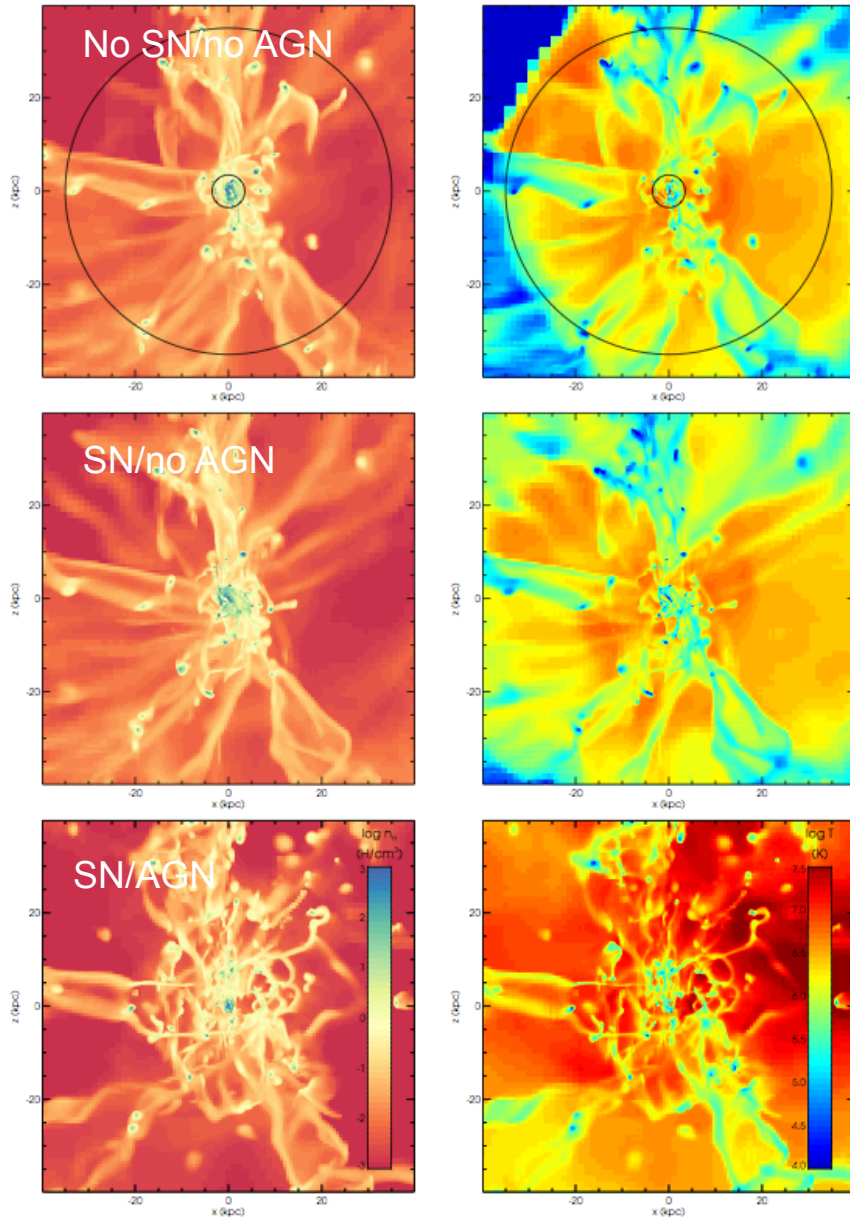 No SN/no AGN
z (kpc)
20
0
-20
-20
0
20
x (kpc)
z (kpc)
20
0
-20
-20
0
20
x (kpc)
SN/no AGN
z (kpc)
20
0
-20
-20
0
20
x (kpc)
z (kpc)
20
0
-20
-20
0
20
x (kpc)
SN/AGN
log n_H
(H/cm³)
3
2
1
0
-1
-2
-3
z (kpc)
20
0
-20
-20
0
20
x (kpc)
log T
(K)
7.5
7.0
6.5
6.0
5.5
5.0
4.5
4.0
z (kpc)
20
0
-20
-20
0
20
x (kpc)